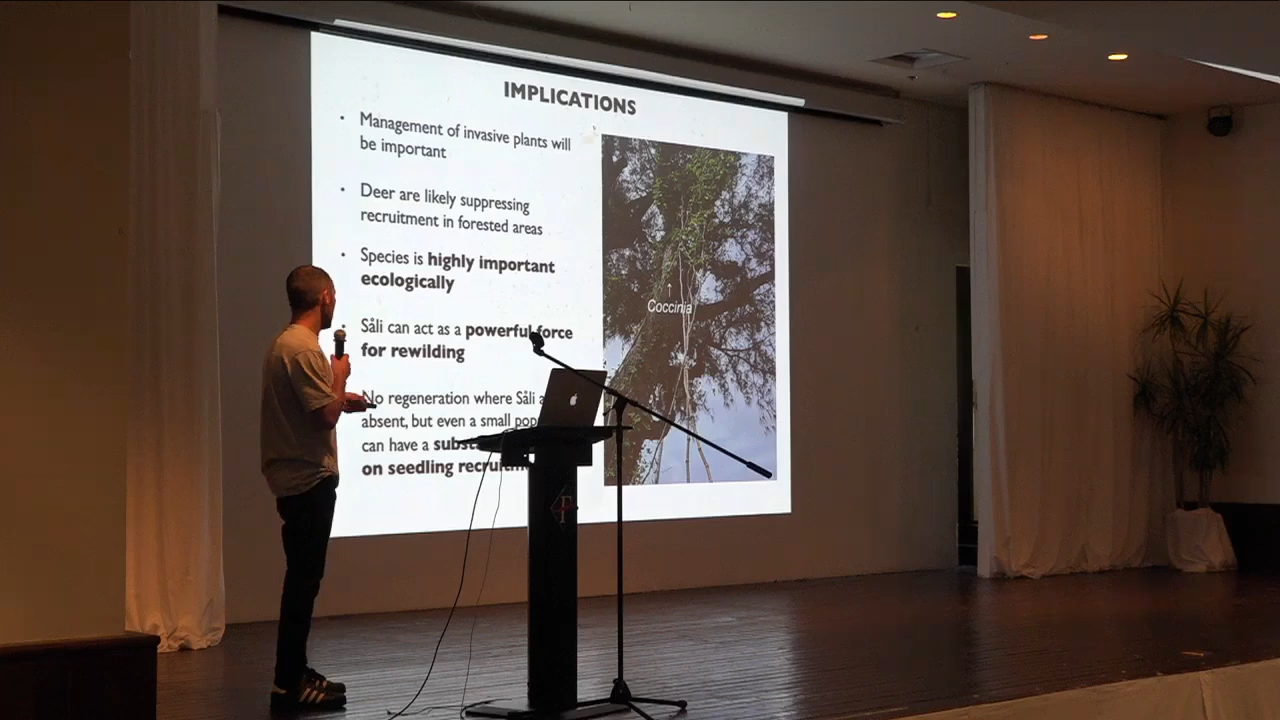 IMPLICATIONS
Management of invasive plants will
be important
Deer are likely suppressing
recruitment in forested areas
Species is highly important
ecologically
Såli can act as a powerful force
for rewilding
No regeneration where Såli
absent, but even a small
can have a
on seedling
Coccinia
F